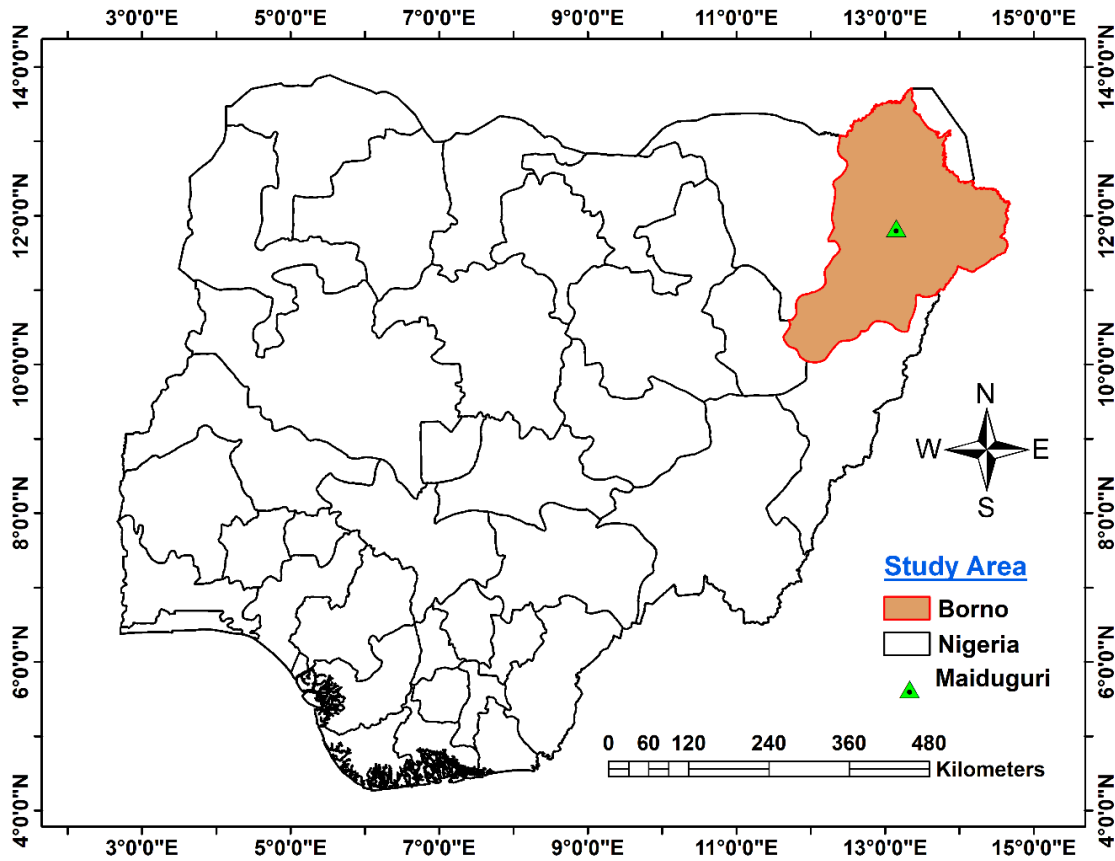 3°0'0"E 5°0'0"E 7°0'0"E 9°0'0"E 11°0'0"E 13°0'0"E 15°0'0"E
14°0'0"N 14°0'0"N
12°0'0"N 12°0'0"N
10°0'0"N 10°0'0"N
N
W E
S
8°0'0"N 8°0'0"N
Study Area
Borno
Nigeria
6°0'0"N 6°0'0"N
Maiduguri
0 30 60 120 240 360 480
Kilometers
4°0'0"N 4°0'0"N
3°0'0"E 5°0'0"E 7°0'0"E 9°0'0"E 11°0'0"E 13°0'0"E 15°0'0"E